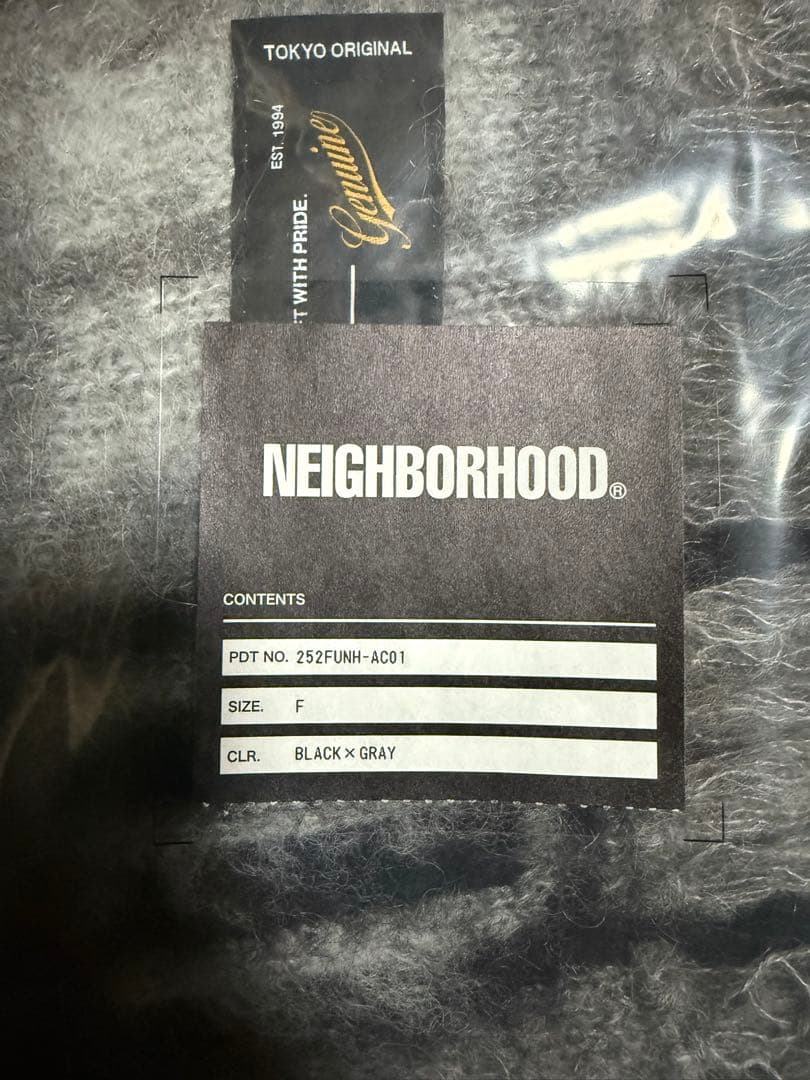 TOKYO ORIGINAL
EST. 1994
Genuine
WITH PRIDE.
NEIGHBORHOOD®
CONTENTS
PDT NO. 252FUNH-AC01
SIZE. F
CLR. BLACK×GRAY